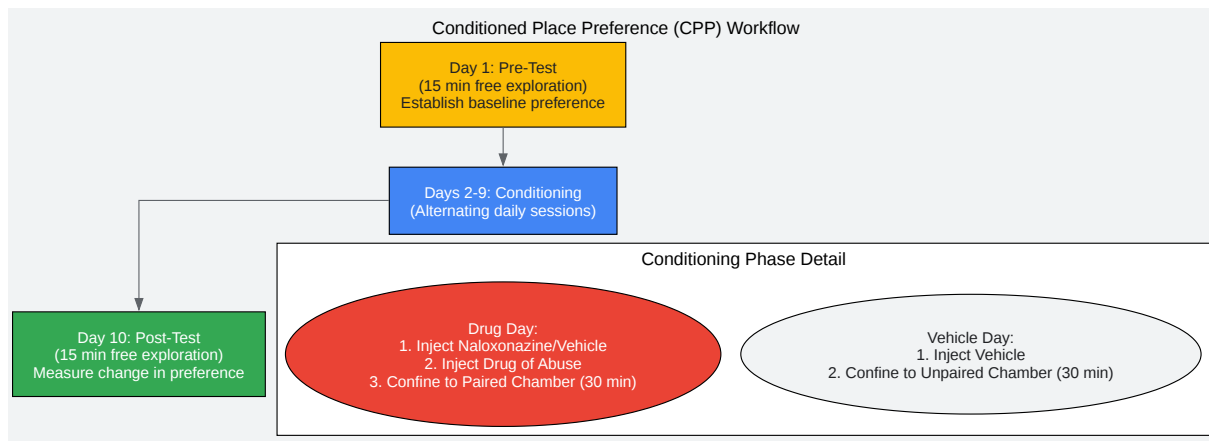 Conditioned Place Preference (CPP) Workflow
Day 1: Pre-Test
(15 min free exploration)
Establish baseline preference
Days 2-9: Conditioning
(Alternating daily sessions)
Conditioning Phase Detail
Drug Day:
1. Inject Naloxonazine/Vehicle
2. Inject Drug of Abuse
3. Confine to Paired Chamber (30 min)
Vehicle Day:
1. Inject Vehicle
2. Confine to Unpaired Chamber (30 min)
Day 10: Post-Test
(15 min free exploration)
Measure change in preference